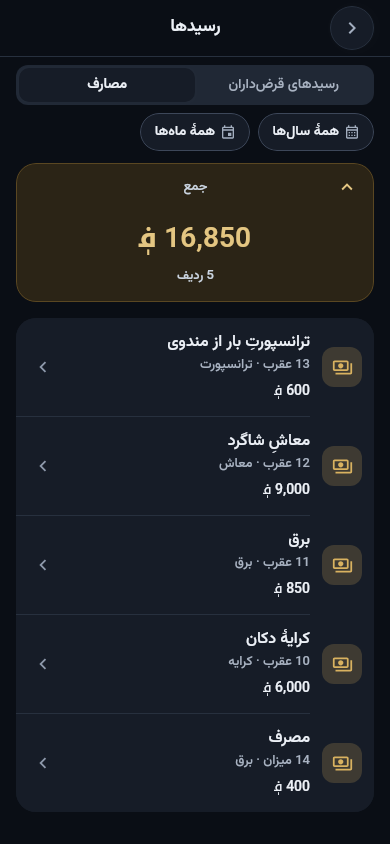 رسیدها
رسیدهای قرض‌داران
مصارف
همهٔ سال‌ها
همهٔ ماه‌ها
جمع
16,850 ؋
5 ردیف
ترانسپورتِ بار از مندوی
13 عقرب · ترانسپورت
600 ؋
معاشِ شاگرد
12 عقرب · معاش
9,000 ؋
برق
11 عقرب · برق
850 ؋
کرایهٔ دکان
10 عقرب · کرایه
6,000 ؋
مصرف
14 میزان · برق
400 ؋